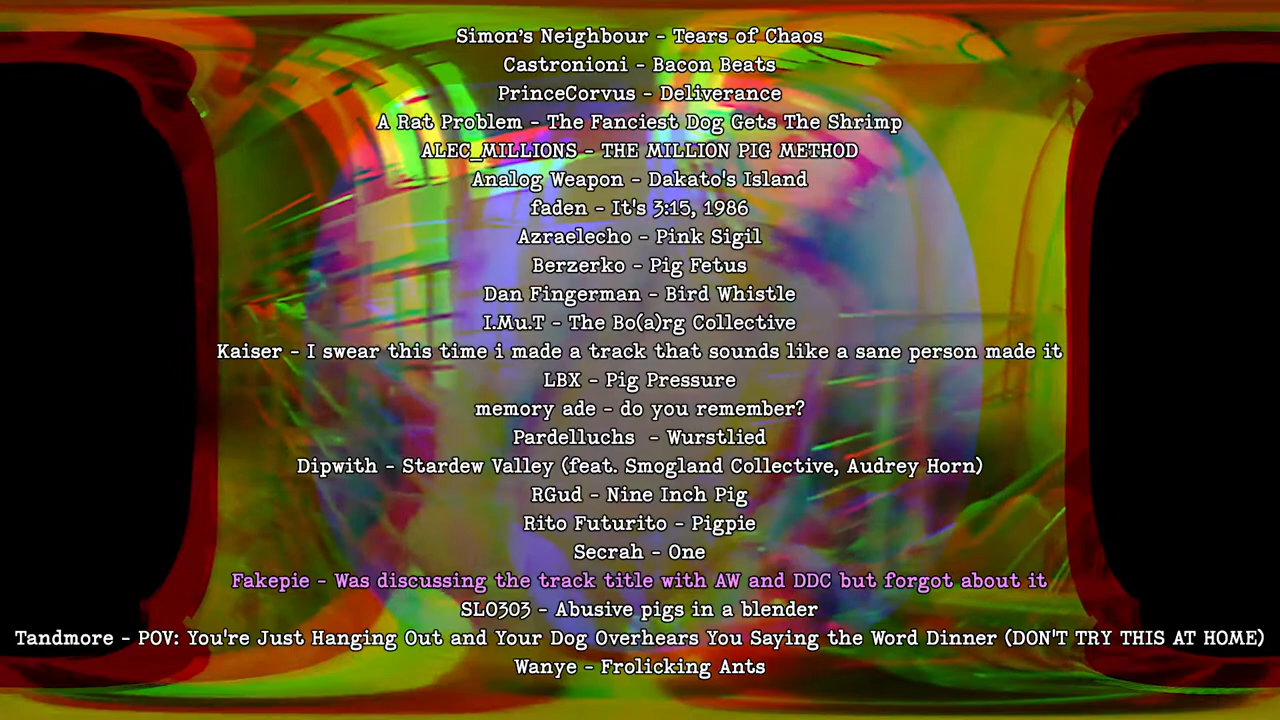 Simon's Neighbour - Tears of Chaos
Castronioni - Bacon Beats
PrinceCorvus - Deliverance
A Rat Problem - The Fanciest Dog Gets The Shrimp
ALEC_MILLIONS - THE MILLION PIG METHOD
Analog Weapon - Dakato's Island
faden - It's 3:15, 1986
Azraelecho - Pink Sigil
Berzerko - Pig Fetus
Dan Fingerman - Bird Whistle
I.Mu.T - The Bo(a)rg Collective
Kaiser - I swear this time i made a track that sounds like a sane person made it
LBX - Pig Pressure
memory ade - do you remember?
Pardelluchs - Wurstlied
Dipwith - Stardew Valley (feat. Smogland Collective, Audrey Horn)
RGud - Nine Inch Pig
Rito Futurito - Pigpie
Secrah - One
Fakepie - Was discussing the track title with AW and DDC but forgot about it
SL0303 - Abusive pigs in a blender
Tandmore - POV: You're Just Hanging Out and Your Dog Overhears You Saying the Word Dinner (DON'T TRY THIS AT HOME)
Wanye - Frolicking Ants